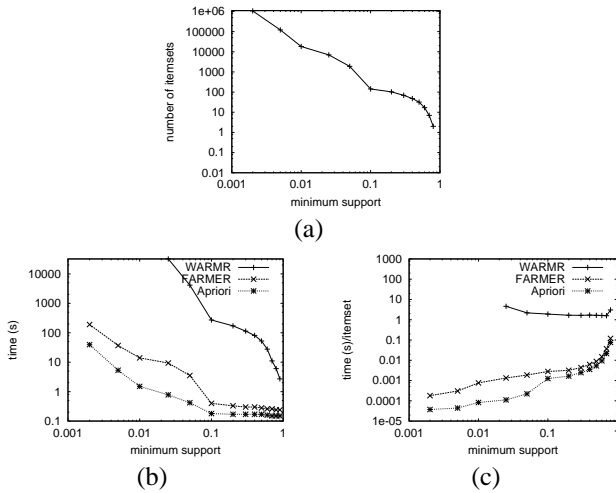 1e+06
100000
10000
1000
100
10
1
0.1
0.01
number of itemsets
0.001 0.01 0.1 1
minimum support
(a)
WARMR
FARMER
Apriori
10000
1000
100
10
1
0.1
time (s)
0.001 0.01 0.1 1
minimum support
(b)
WARMR
FARMER
Apriori
1000
100
10
1
0.1
0.01
0.001
0.0001
1e-05
time (s)/itemset
0.001 0.01 0.1 1
minimum support
(c)